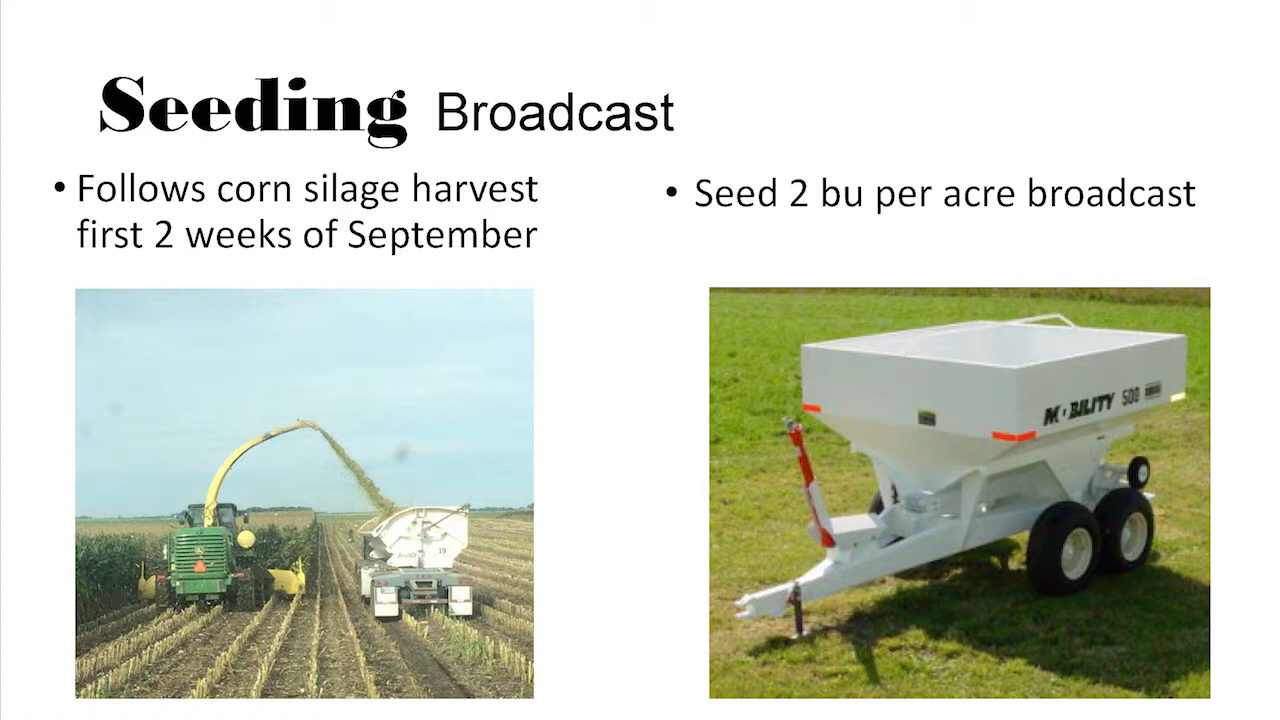 Seeding Broadcast
• Follows corn silage harvest
first 2 weeks of September
• Seed 2 bu per acre broadcast
MOBILITY 500